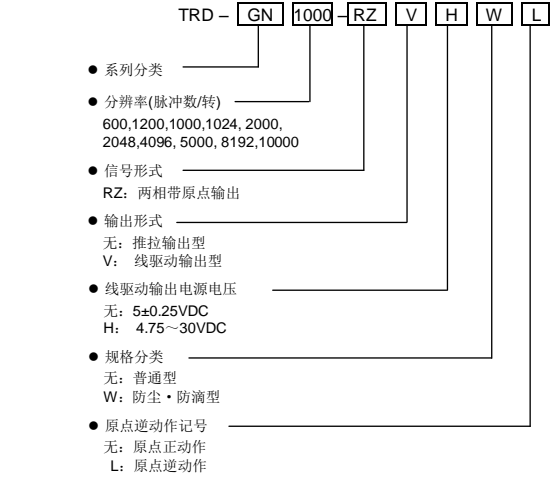 TRD – GN 1000 – RZ V H W L
● 系列分类
● 分辨率(脉冲数/转)
600,1200,1000,1024, 2000,
2048,4096, 5000, 8192,10000
● 信号形式
RZ：两相带原点输出
● 输出形式
无：推拉输出型
V： 线驱动输出型
● 线驱动输出电源电压
无：5±0.25VDC
H： 4.75～30VDC
● 规格分类
无：普通型
W：防尘・防滴型
● 原点逆动作记号
无：原点正动作
L：原点逆动作